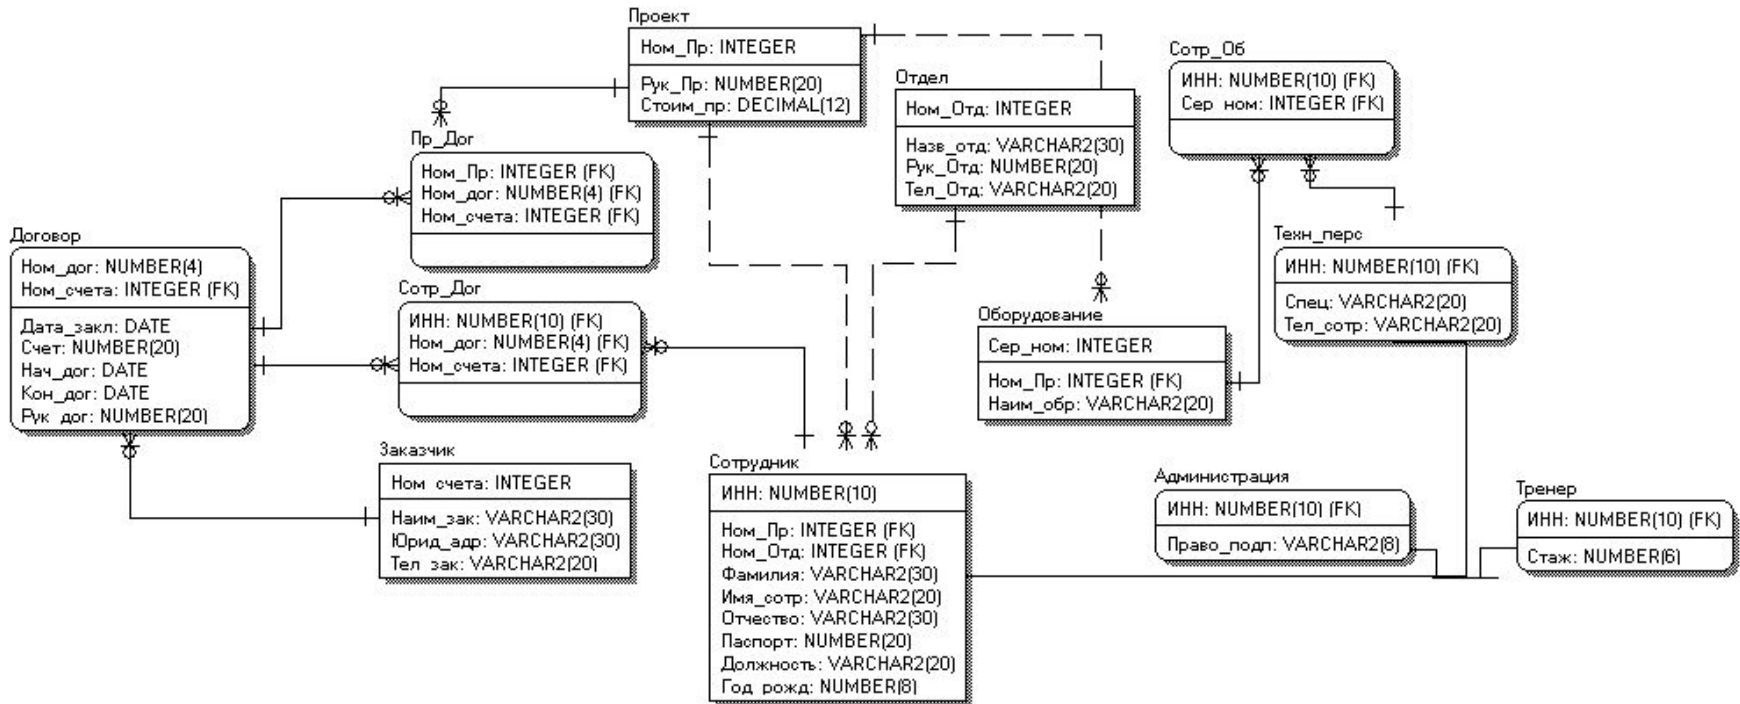 Проект
Ном_Пр: INTEGER
Рук_Пр: NUMBER(20)
Стоим_пр: DECIMAL(12)
Отдел
Ном_Отд: INTEGER
Назв_отд: VARCHAR2(30)
Рук_Отд: NUMBER(20)
Тел_Отд: VARCHAR2(20)
Сотр_Об
ИНН: NUMBER(10) (FK)
Сер_ном: INTEGER (FK)
Пр_Дог
Ном_Пр: INTEGER (FK)
Ном_дог: NUMBER(4) (FK)
Ном_счета: INTEGER (FK)
Договор
Ном_дог: NUMBER(4)
Ном_счета: INTEGER (FK)
Дата_закл: DATE
Счет: NUMBER(20)
Нач_дог: DATE
Кон_дог: DATE
Рук_дог: NUMBER(20)
Сотр_Дог
ИНН: NUMBER(10) (FK)
Ном_дог: NUMBER(4) (FK)
Ном_счета: INTEGER (FK)
Техн_перс
ИНН: NUMBER(10) (FK)
Спец: VARCHAR2(20)
Тел_сотр: VARCHAR2(20)
Оборудование
Сер_ном: INTEGER
Ном_Пр: INTEGER (FK)
Наим_обр: VARCHAR2(20)
Заказчик
Ном_счета: INTEGER
Наим_зак: VARCHAR2(30)
Юрид_адр: VARCHAR2(30)
Тел_зак: VARCHAR2(20)
Сотрудник
ИНН: NUMBER(10)
Ном_Пр: INTEGER (FK)
Ном_Отд: INTEGER (FK)
Фамилия: VARCHAR2(30)
Имя_сотр: VARCHAR2(20)
Отчество: VARCHAR2(30)
Паспорт: NUMBER(20)
Должность: VARCHAR2(20)
Год_рожд: NUMBER(8)
Администрация
ИНН: NUMBER(10) (FK)
Право_подп: VARCHAR2(8)
Тренер
ИНН: NUMBER(10) (FK)
Стаж: NUMBER(6)